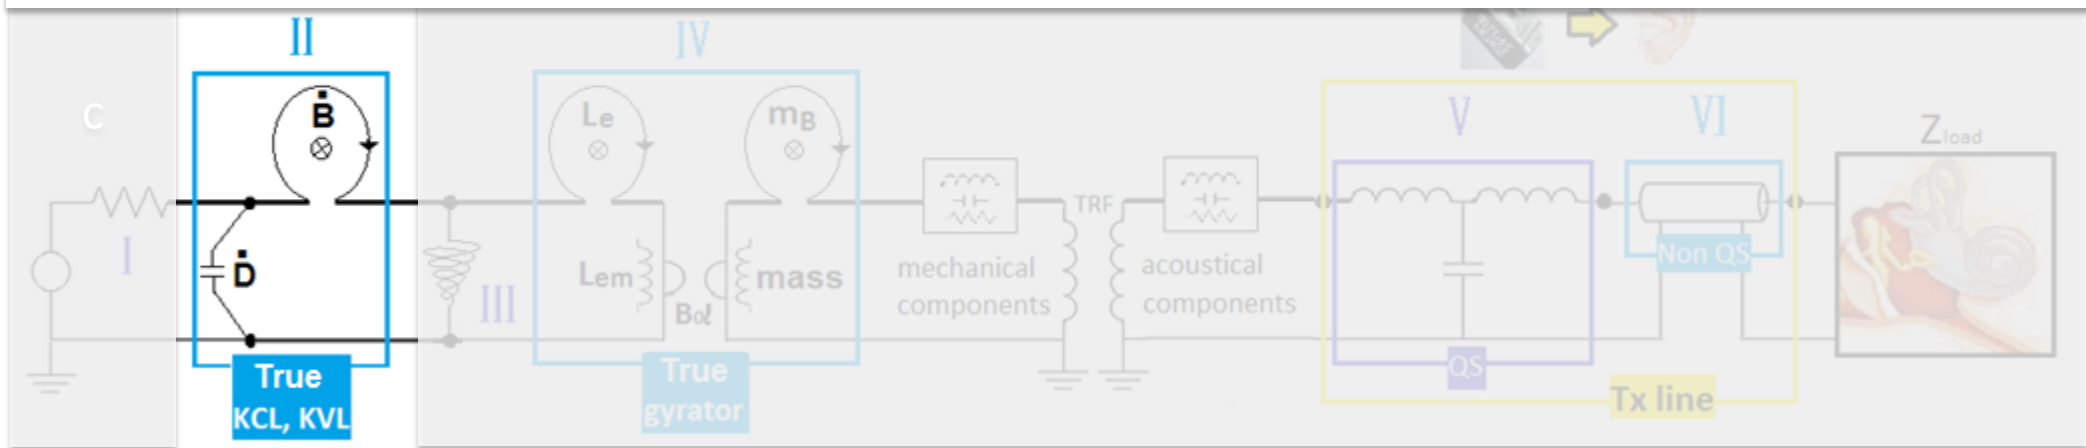 II
IV
c
Ḃ
Le
mB
V
VI
Zload
I
Ḋ
III
Lem
Boℓ
mass
mechanical
components
TRF
acoustical
components
Non QS
True
KCL, KVL
True
gyrator
QS
Tx line